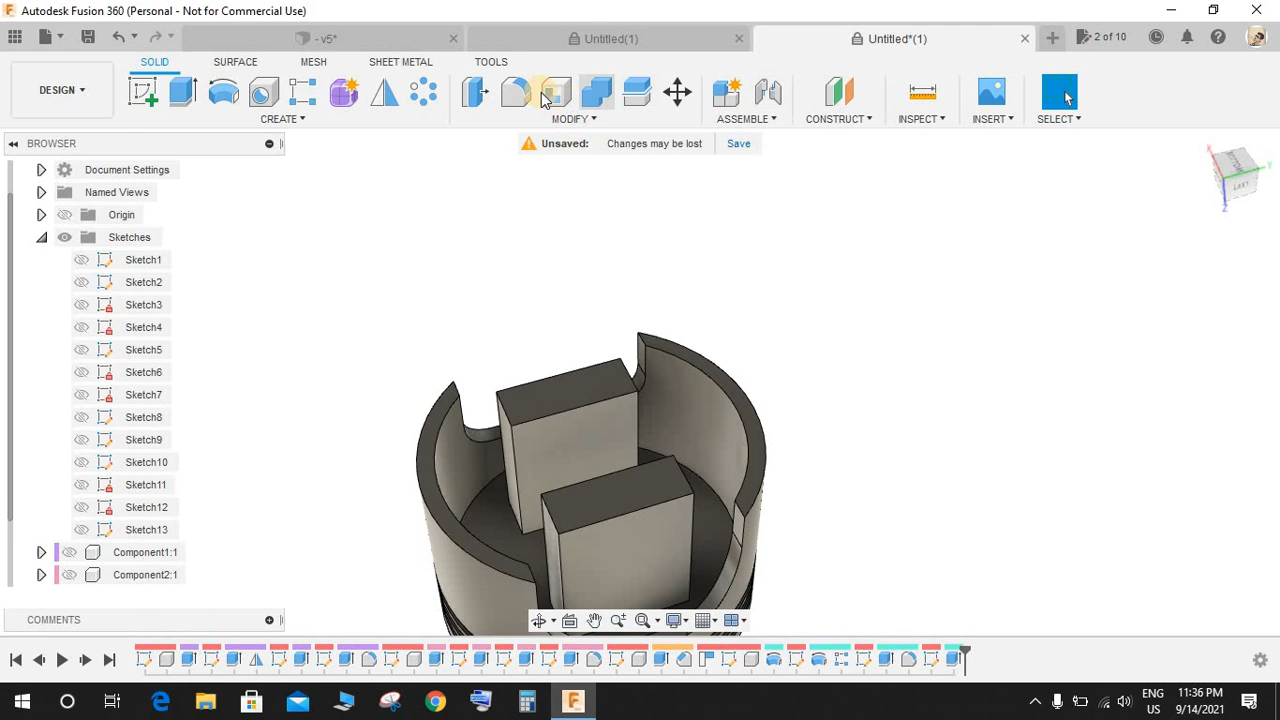 Autodesk Fusion 360 (Personal - Not for Commercial Use)
- v5*
Untitled(1)
Untitled*(1)
2 of 10
SOLID
SURFACE
MESH
SHEET METAL
TOOLS
DESIGN
CREATE
MODIFY
ASSEMBLE
CONSTRUCT
INSPECT
INSERT
SELECT
BROWSER
Unsaved: Changes may be lost Save
Document Settings
Named Views
Origin
Sketches
Sketch1
Sketch2
Sketch3
Sketch4
Sketch5
Sketch6
Sketch7
Sketch8
Sketch9
Sketch10
Sketch11
Sketch12
Sketch13
Component1:1
Component2:1
X
Y
Z
BOTTOM
LEFT
COMMENTS
ENG
US
11:36 PM
9/14/2021